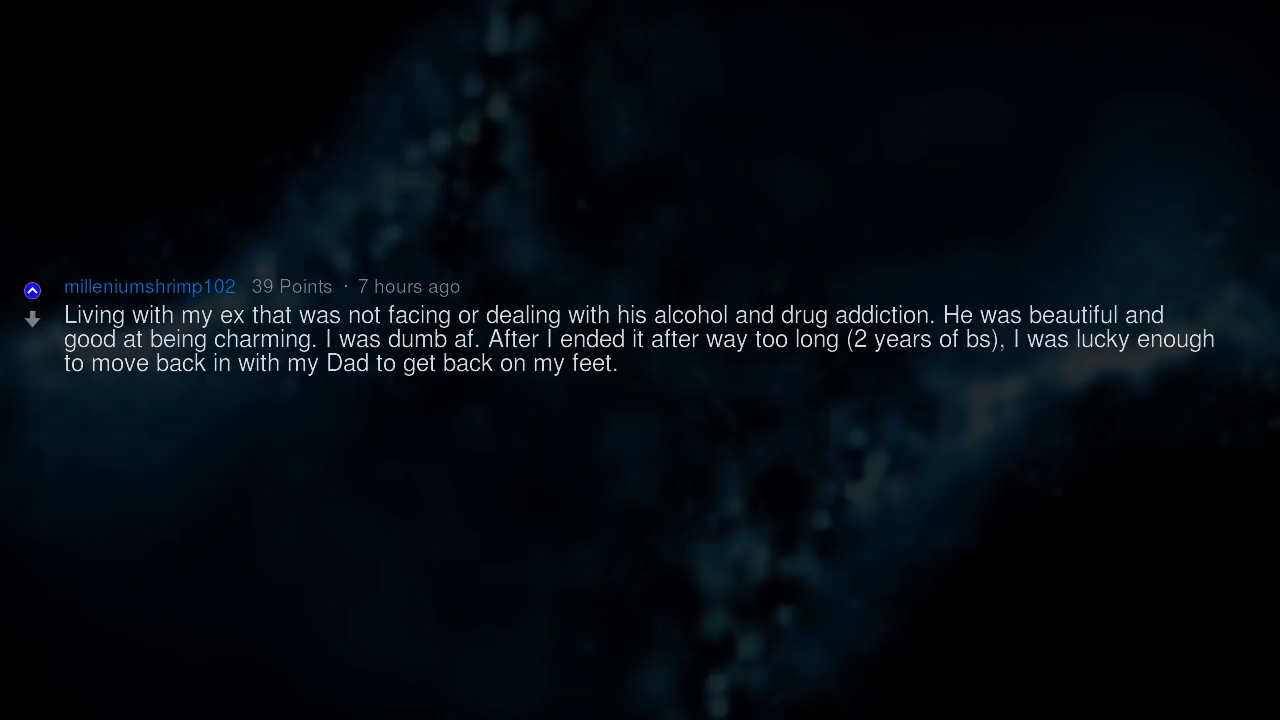 milleniumshrimp102 39 Points · 7 hours ago
Living with my ex that was not facing or dealing with his alcohol and drug addiction. He was beautiful and
good at being charming. I was dumb af. After I ended it after way too long (2 years of bs), I was lucky enough
to move back in with my Dad to get back on my feet.